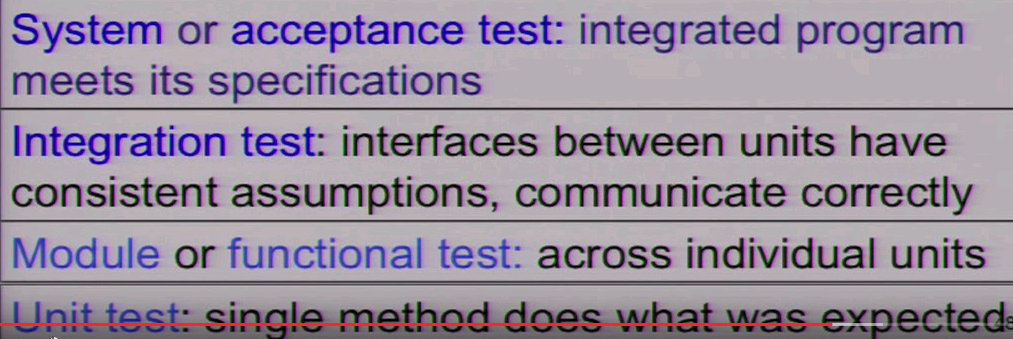 System or acceptance test: integrated program
meets its specifications
Integration test: interfaces between units have
consistent assumptions, communicate correctly
Module or functional test: across individual units
Unit test: single method does what was expected